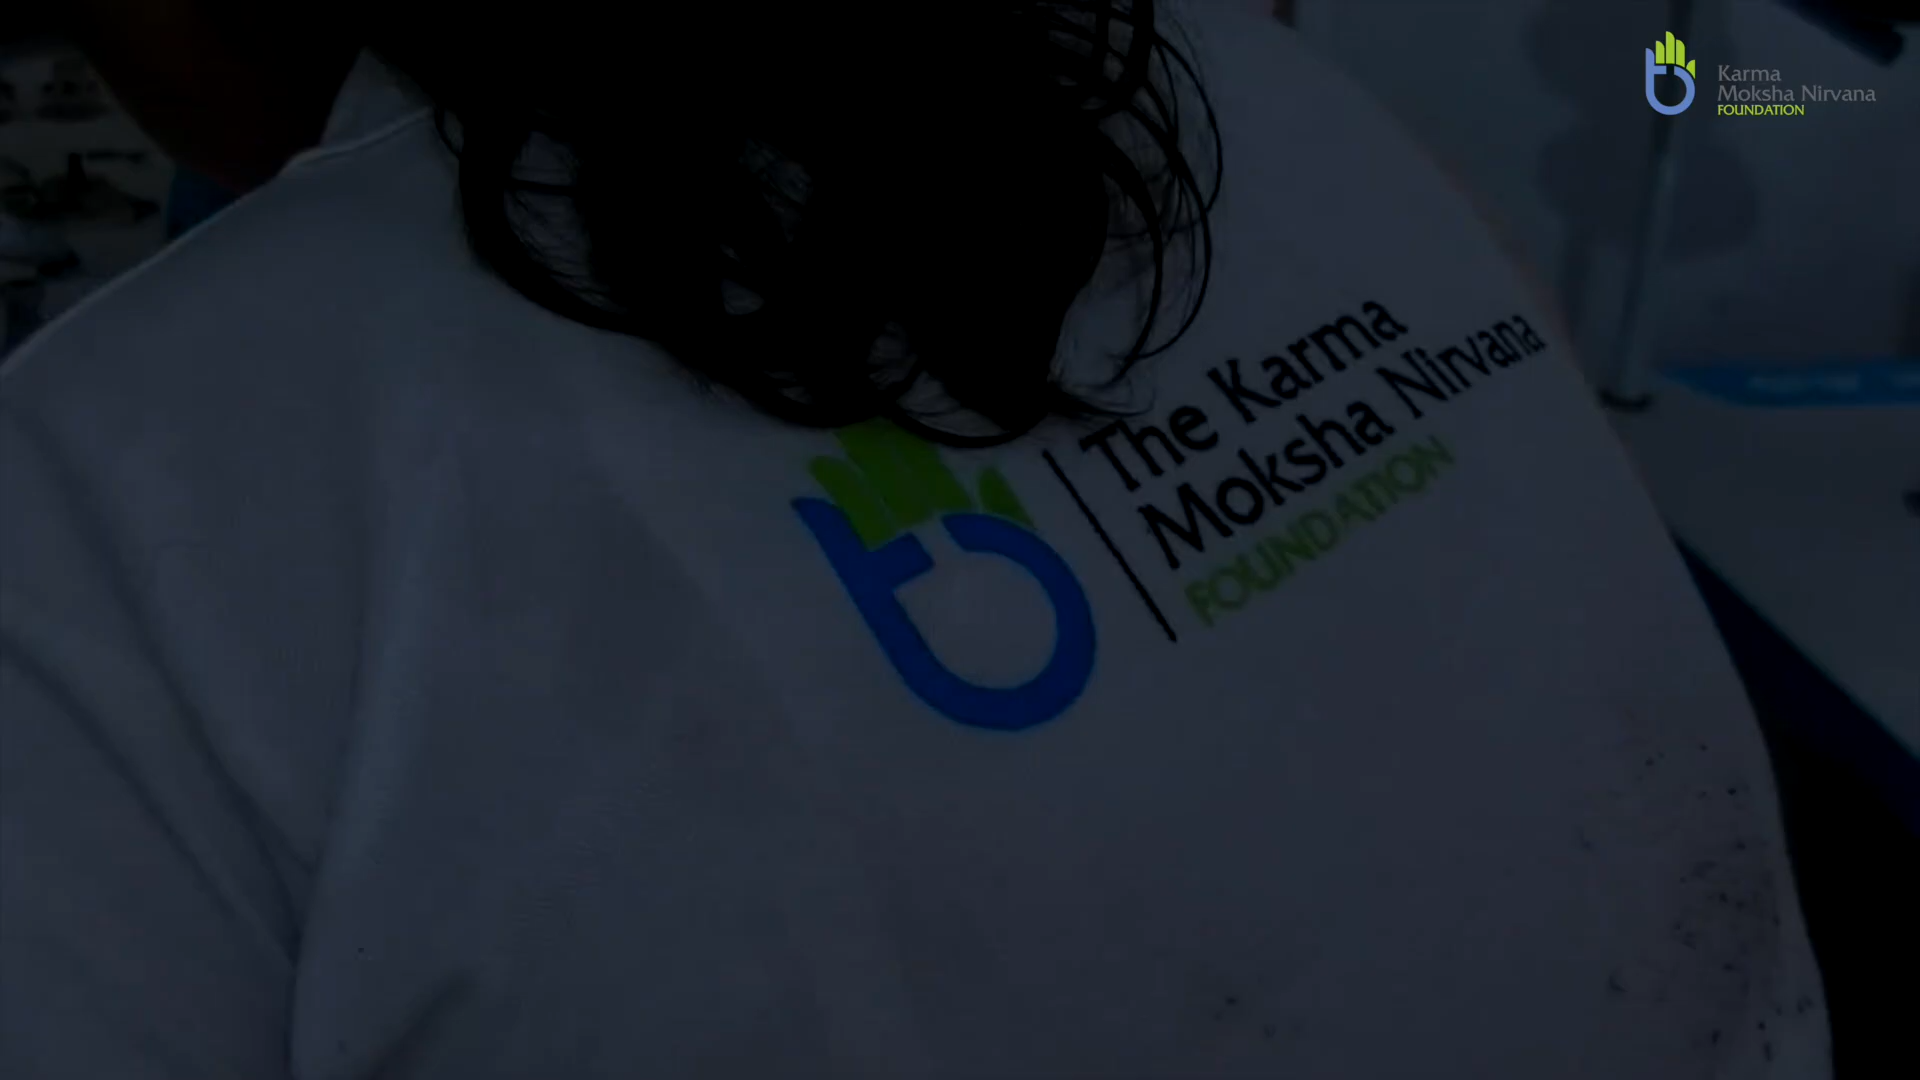 Karma
Moksha Nirvana
FOUNDATION
The Karma
Moksha Nirvana
FOUNDATION